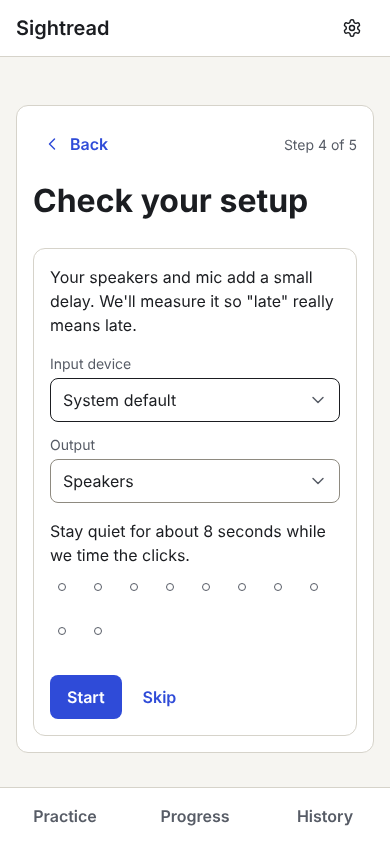 Sightread
Back
Step 4 of 5
Check your setup
Your speakers and mic add a small
delay. We'll measure it so "late" really
means late.
Input device
System default
Output
Speakers
Stay quiet for about 8 seconds while
we time the clicks.
Start
Skip
Practice
Progress
History